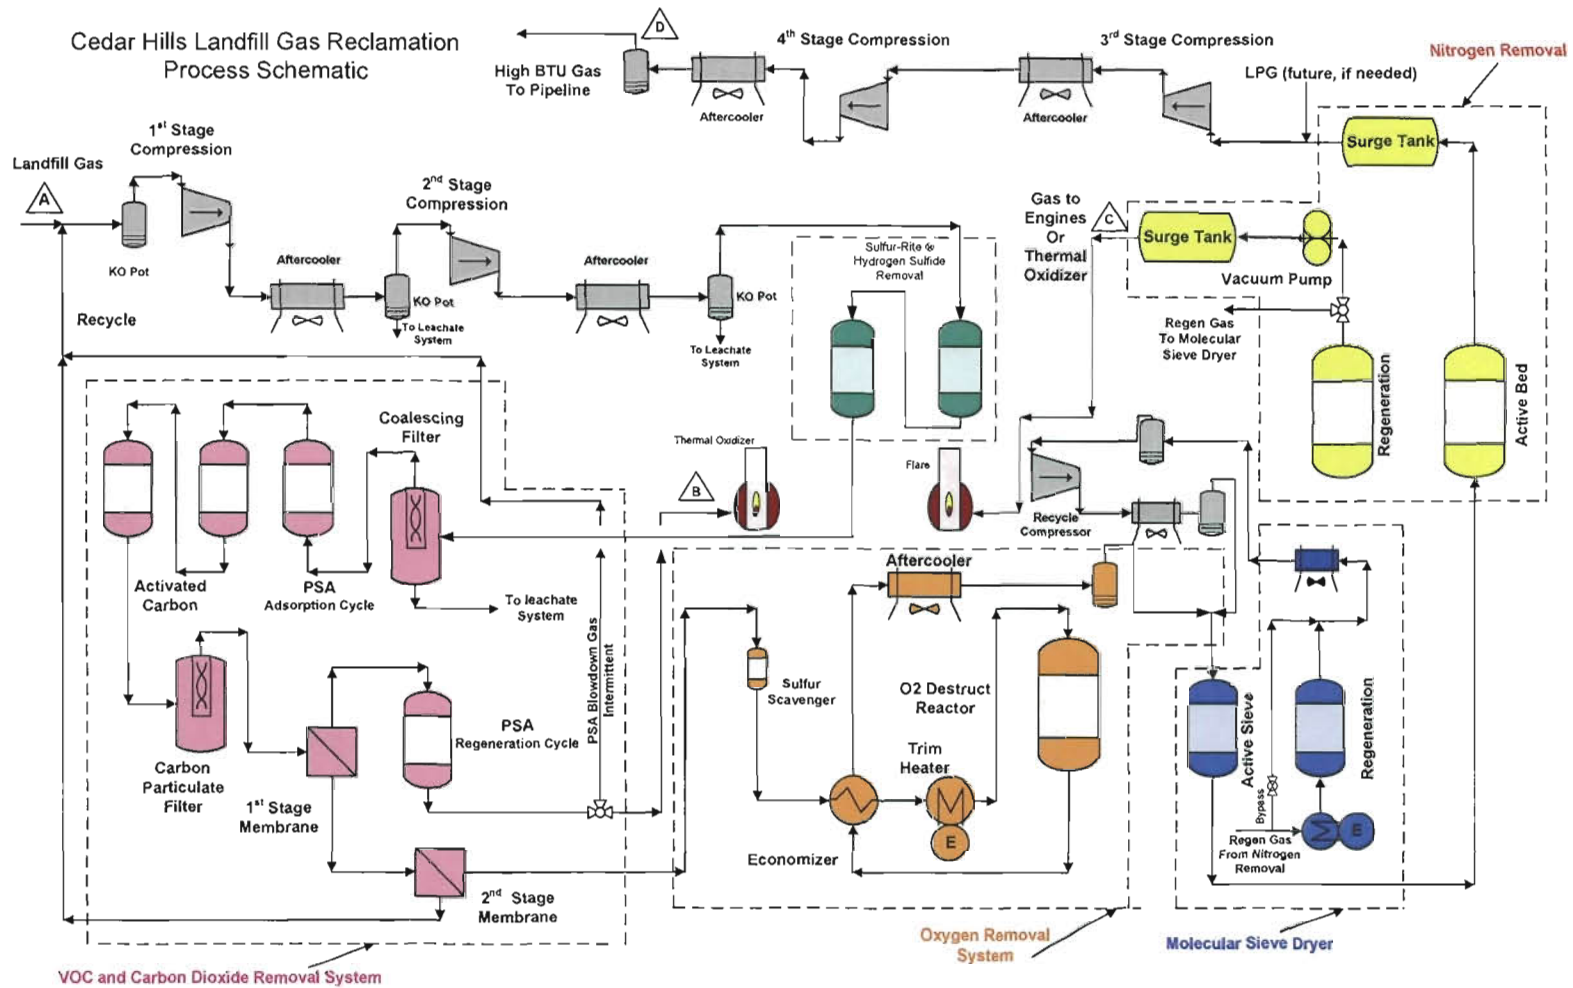 Cedar Hills Landfill Gas Reclamation
Process Schematic
D
High BTU Gas
To Pipeline
Aftercooler
4th Stage Compression
Aftercooler
3rd Stage Compression
LPG (future, if needed)
Nitrogen Removal
Surge Tank
Landfill Gas
A
KO Pot
1st Stage
Compression
Aftercooler
2nd Stage
Compression
KO Pot
To Leachate
System
Aftercooler
KO Pot
To Leachate
System
Sulfur-Rite ®
Hydrogen Sulfide
Removal
Gas to
Engines
Or
Thermal
Oxidizer
C
Surge Tank
Vacuum Pump
Regen Gas
To Molecular
Sieve Dryer
Regeneration
Active Bed
Recycle
Coalescing
Filter
Activated
Carbon
PSA
Adsorption Cycle
To leachate
System
Thermal Oxidizer
B
Flare
Recycle
Compressor
Carbon
Particulate
Filter
1st Stage
Membrane
PSA
Regeneration Cycle
PSA Blowdown Gas
Intermittent
2nd Stage
Membrane
VOC and Carbon Dioxide Removal System
Aftercooler
Sulfur
Scavenger
O2 Destruct
Reactor
Trim
Heater
E
Economizer
Oxygen Removal
System
Active Sieve
Regeneration
Bypass
Regen Gas
From Nitrogen
Removal
E
Molecular Sieve Dryer